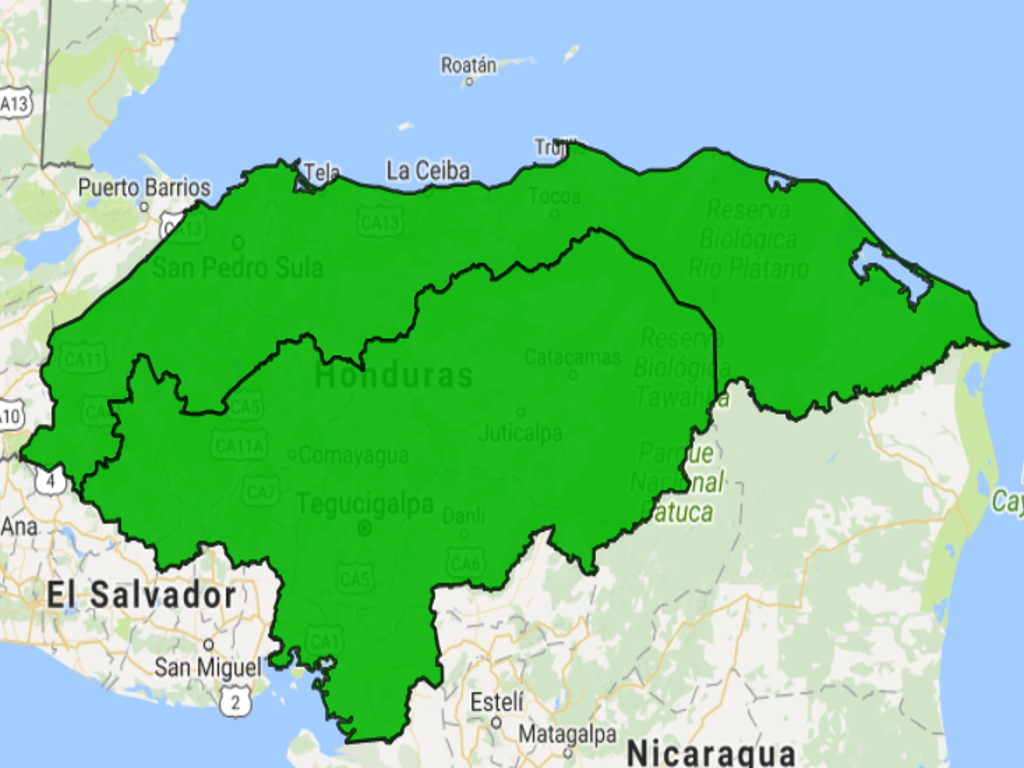 Roatán
CA13
Truji
Tela
La Ceiba
Puerto Barrios
Tocoa
CA13
CA13
Reserva
Biológica
Río Plátano
San Pedro Sula
Reserva
Biológica
Tawahka
CA11
Catacamas
Honduras
CA5
CA10
Juticalpa
CA11A
Comayagua
Parque
Nacional
Patuca
4
CA7
Tegucigalpa
Danlí
Cay
Ana
CA6
CA5
El Salvador
CA1
San Miguel
2
Estelí
Matagalpa
Nicaragua